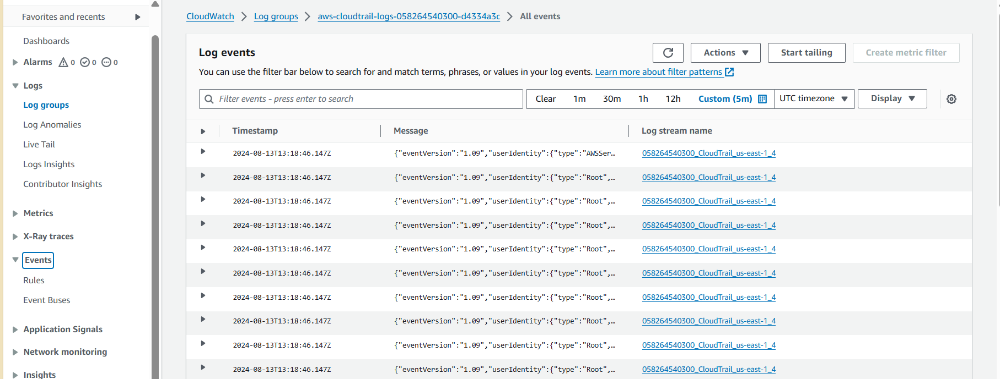 Favorites and recents
Dashboards
Alarms 0 0 0
Logs
Log groups
Log Anomalies
Live Tail
Logs Insights
Contributor Insights
Metrics
X-Ray traces
Events
Rules
Event Buses
Application Signals
Network monitoring
Insights
CloudWatch Log groups aws-cloudtrail-logs-058264540300-d4334a3c All events
Log events
Actions Start tailing Create metric filter
You can use the filter bar below to search for and match terms, phrases, or values in your log events. Learn more about filter patterns
Filter events - press enter to search Clear 1m 30m 1h 12h Custom (5m) UTC timezone Display
Timestamp Message Log stream name
2024-08-13T13:18:46.147Z {"eventVersion":"1.09","userIdentity":{"type":"AWSSer… 058264540300_CloudTrail_us-east-1_4
2024-08-13T13:18:46.147Z {"eventVersion":"1.09","userIdentity":{"type":"Root",… 058264540300_CloudTrail_us-east-1_4
2024-08-13T13:18:46.147Z {"eventVersion":"1.09","userIdentity":{"type":"Root",… 058264540300_CloudTrail_us-east-1_4
2024-08-13T13:18:46.147Z {"eventVersion":"1.09","userIdentity":{"type":"Root",… 058264540300_CloudTrail_us-east-1_4
2024-08-13T13:18:46.147Z {"eventVersion":"1.09","userIdentity":{"type":"Root",… 058264540300_CloudTrail_us-east-1_4
2024-08-13T13:18:46.147Z {"eventVersion":"1.09","userIdentity":{"type":"Root",… 058264540300_CloudTrail_us-east-1_4
2024-08-13T13:18:46.147Z {"eventVersion":"1.09","userIdentity":{"type":"Root",… 058264540300_CloudTrail_us-east-1_4
2024-08-13T13:18:46.147Z {"eventVersion":"1.09","userIdentity":{"type":"Root",… 058264540300_CloudTrail_us-east-1_4
2024-08-13T13:18:46.147Z {"eventVersion":"1.09","userIdentity":{"type":"Root",… 058264540300_CloudTrail_us-east-1_4
2024-08-13T13:18:46.147Z {"eventVersion":"1.09","userIdentity":{"type":"Root",… 058264540300_CloudTrail_us-east-1_4